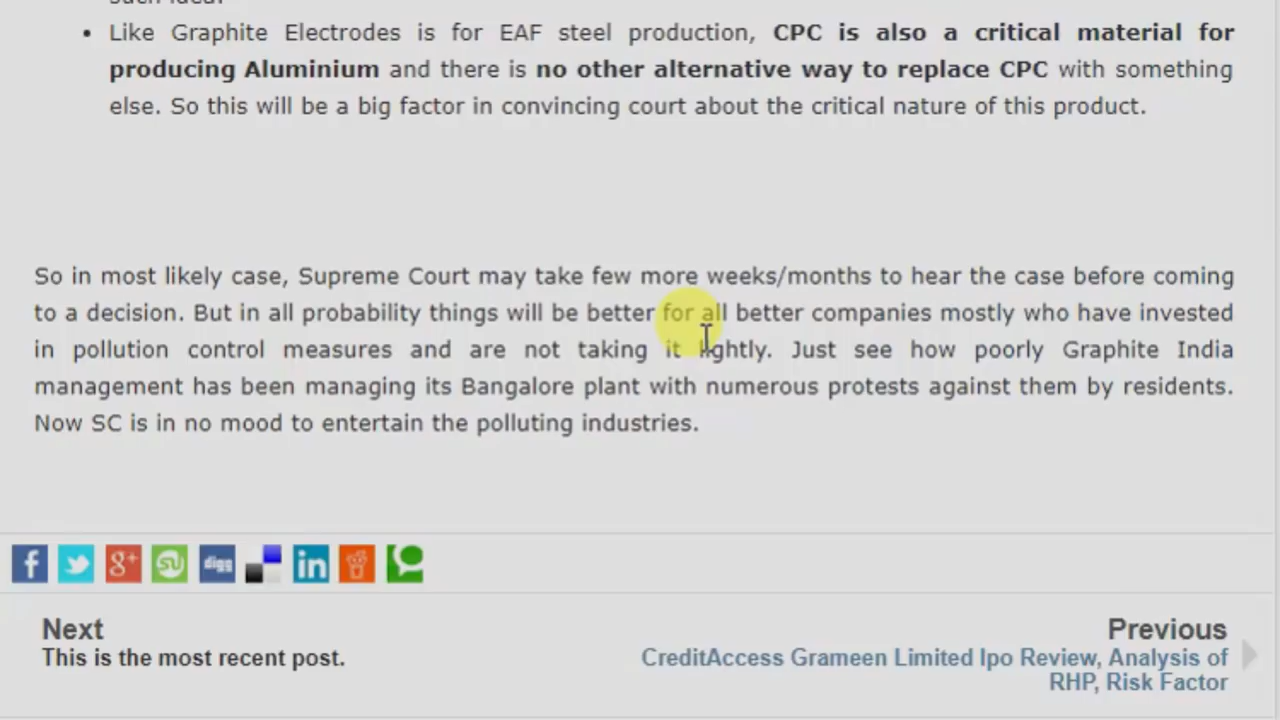 such idea.
• Like Graphite Electrodes is for EAF steel production, CPC is also a critical material for
producing Aluminium and there is no other alternative way to replace CPC with something
else. So this will be a big factor in convincing court about the critical nature of this product.
So in most likely case, Supreme Court may take few more weeks/months to hear the case before coming
to a decision. But in all probability things will be better for all better companies mostly who have invested
in pollution control measures and are not taking it lightly. Just see how poorly Graphite India
management has been managing its Bangalore plant with numerous protests against them by residents.
Now SC is in no mood to entertain the polluting industries.
f g+ su digg in
Next
This is the most recent post.
Previous
CreditAccess Grameen Limited Ipo Review, Analysis of
RHP, Risk Factor